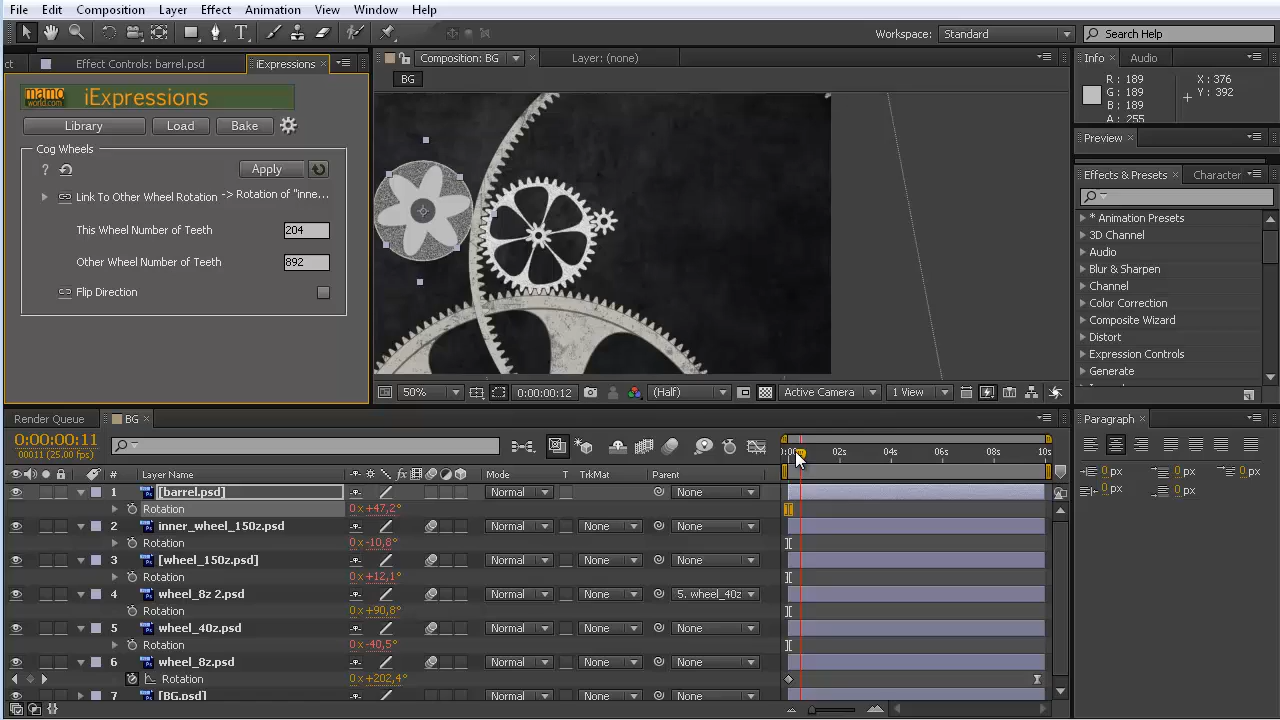 File Edit Composition Layer Effect Animation View Window Help
Workspace: Standard Search Help
ct Effect Controls: barrel.psd iExpressions
Composition: BG Layer: (none)
Info Audio
BG
R: 189 X: 376
G: 189 Y: 392
B: 189
A: 255
mamoworld.com iExpressions
Library Load Bake
Preview
Cog Wheels
Apply
Effects & Presets Character
Link To Other Wheel Rotation -> Rotation of "inne...
This Wheel Number of Teeth 204
Other Wheel Number of Teeth 892
Flip Direction
* Animation Presets
3D Channel
Audio
Blur & Sharpen
Channel
Color Correction
Composite Wizard
Distort
Expression Controls
Generate
50% 0:00:00:12 (Half) Active Camera 1 View
Render Queue BG
Paragraph
0:00:00:11
00011 (25.00 fps)
02s 04s 06s 08s 10s
# Layer Name fx Mode T TrkMat Parent
0 px 0 px 0 px
0 px 0 px
1 [barrel.psd] Normal None
Rotation 0 x +47,2°
2 inner_wheel_150z.psd Normal None None
Rotation 0 x -10,8°
3 [wheel_150z.psd] Normal None None
Rotation 0 x +12,1°
4 wheel_8z 2.psd Normal None 5. wheel_40z
Rotation 0 x +90,8°
5 wheel_40z.psd Normal None None
Rotation 0 x -40,5°
6 wheel_8z.psd Normal None None
Rotation 0 x +202,4°
7 [BG.psd] Normal None None